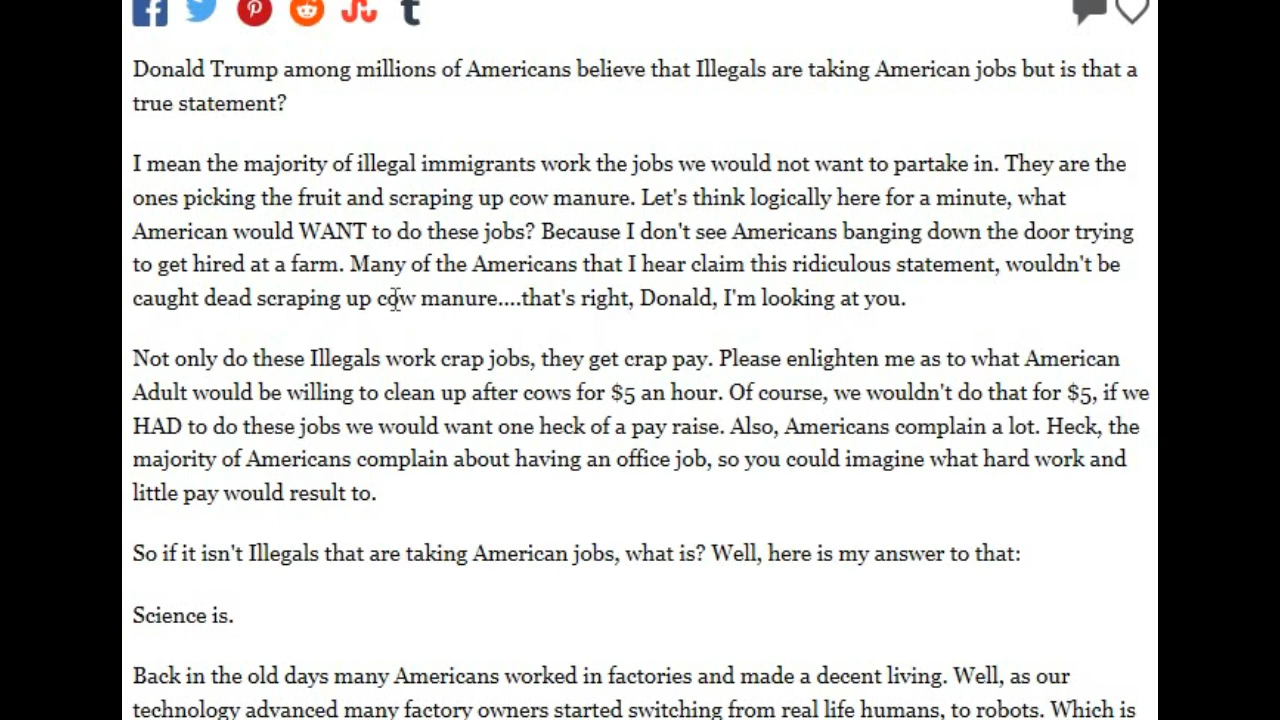 Donald Trump among millions of Americans believe that Illegals are taking American jobs but is that a
true statement?
I mean the majority of illegal immigrants work the jobs we would not want to partake in. They are the
ones picking the fruit and scraping up cow manure. Let's think logically here for a minute, what
American would WANT to do these jobs? Because I don't see Americans banging down the door trying
to get hired at a farm. Many of the Americans that I hear claim this ridiculous statement, wouldn't be
caught dead scraping up cow manure....that's right, Donald, I'm looking at you.
Not only do these Illegals work crap jobs, they get crap pay. Please enlighten me as to what American
Adult would be willing to clean up after cows for $5 an hour. Of course, we wouldn't do that for $5, if we
HAD to do these jobs we would want one heck of a pay raise. Also, Americans complain a lot. Heck, the
majority of Americans complain about having an office job, so you could imagine what hard work and
little pay would result to.
So if it isn't Illegals that are taking American jobs, what is? Well, here is my answer to that:
Science is.
Back in the old days many Americans worked in factories and made a decent living. Well, as our
technology advanced many factory owners started switching from real life humans, to robots. Which is